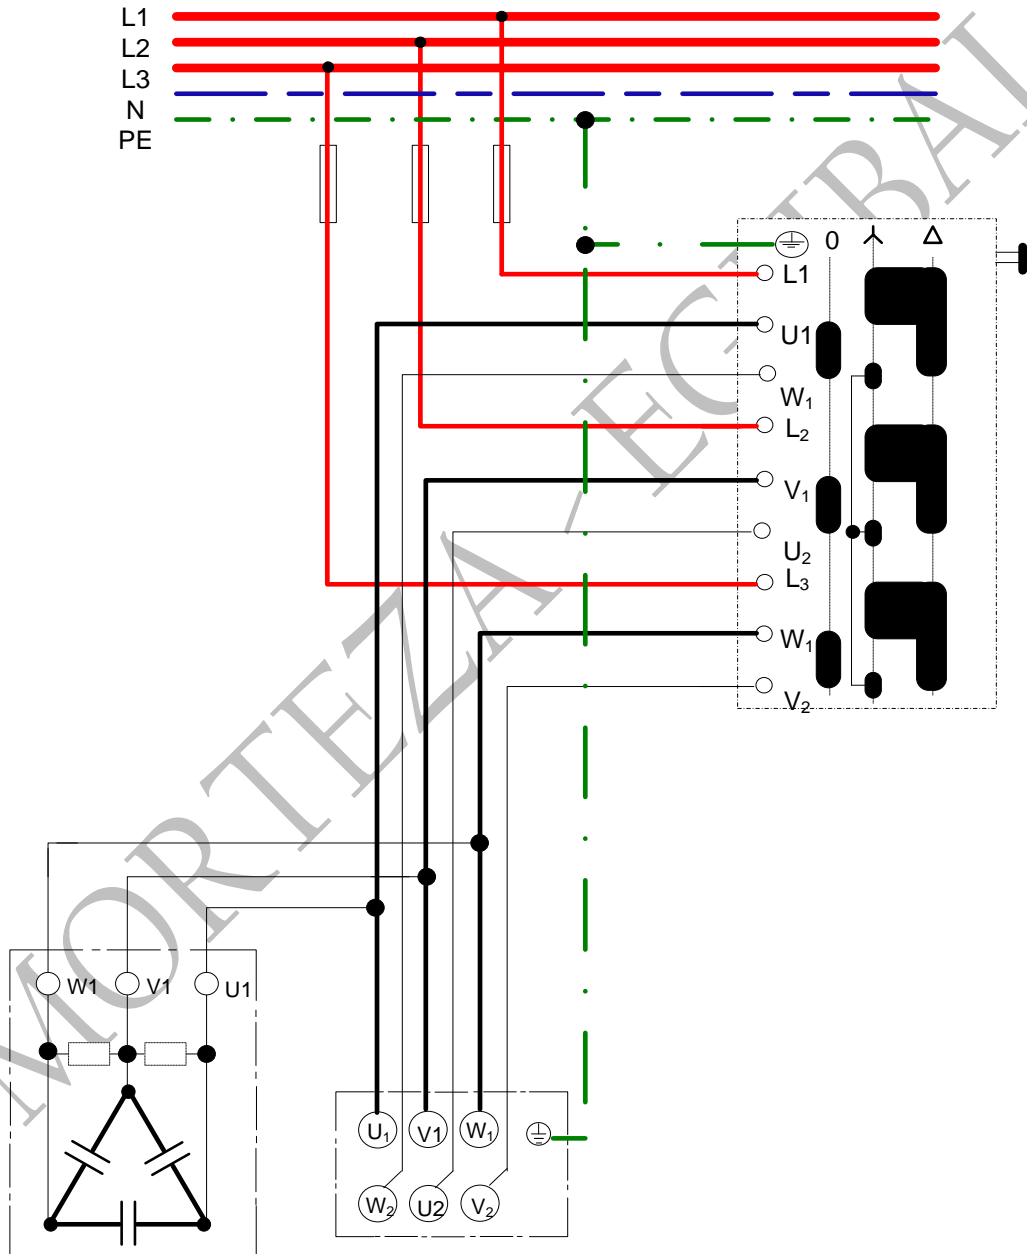 L1
L2
L3
N
PE
0 Δ
L1
U1
W₁
L₂
V₁
U₂
L₃
W₁
V₂
W1 V1 U1
U₁ V1 W₁
W₂ U2 V₂
MORTEZA - EGHBAL